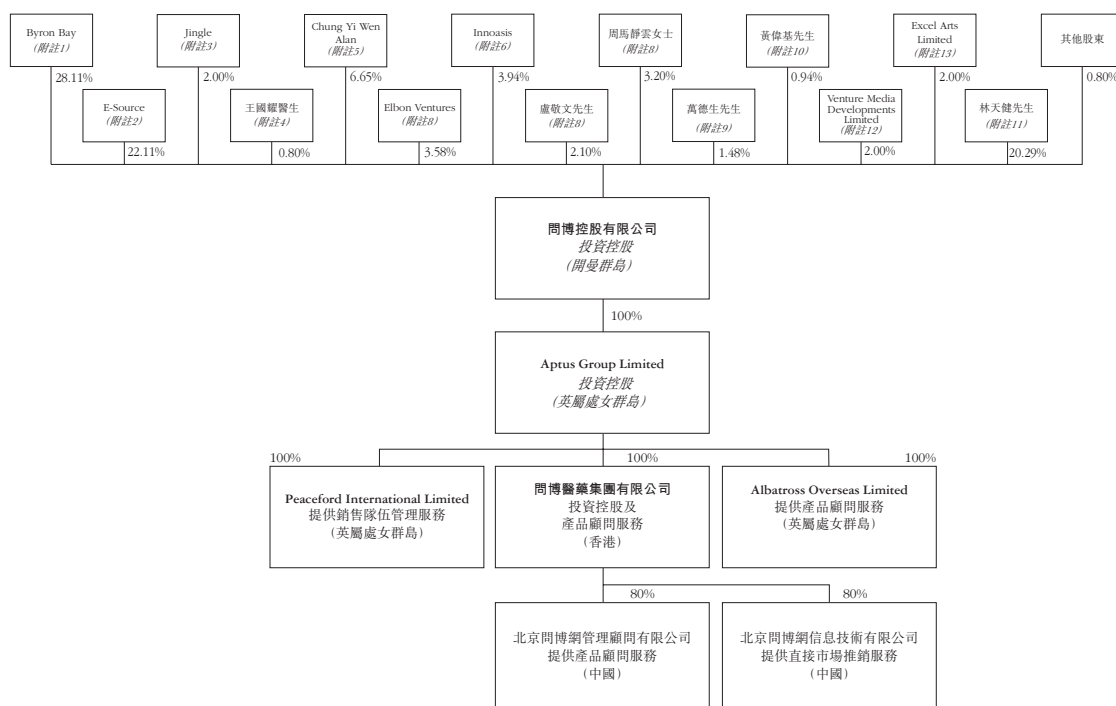 Byron Bay
(附註1)
28.11%
Jingle
(附註3)
2.00%
Chung Yi Wen
Alan
(附註5)
6.65%
Innoasis
(附註6)
3.94%
周馬靜雲女士
(附註8)
3.20%
黃偉基先生
(附註10)
0.94%
Excel Arts
Limited
(附註13)
2.00%
其他股東
0.80%
E-Source
(附註2)
22.11%
王國耀醫生
(附註4)
0.80%
Elbon Ventures
(附註8)
3.58%
盧敬文先生
(附註8)
2.10%
萬德生先生
(附註9)
1.48%
Venture Media
Developments
Limited
(附註12)
2.00%
林天健先生
(附註11)
20.29%
問博控股有限公司
投資控股
(開曼群島)
100%
Aptus Group Limited
投資控股
(英屬處女群島)
100%
100%
100%
Peaceford International Limited
提供銷售隊伍管理服務
(英屬處女群島)
問博醫藥集團有限公司
投資控股及
產品顧問服務
(香港)
Albatross Overseas Limited
提供產品顧問服務
(英屬處女群島)
80%
80%
北京問博網管理顧問有限公司
提供產品顧問服務
(中國)
北京問博網信息技術有限公司
提供直接市場推銷服務
(中國)